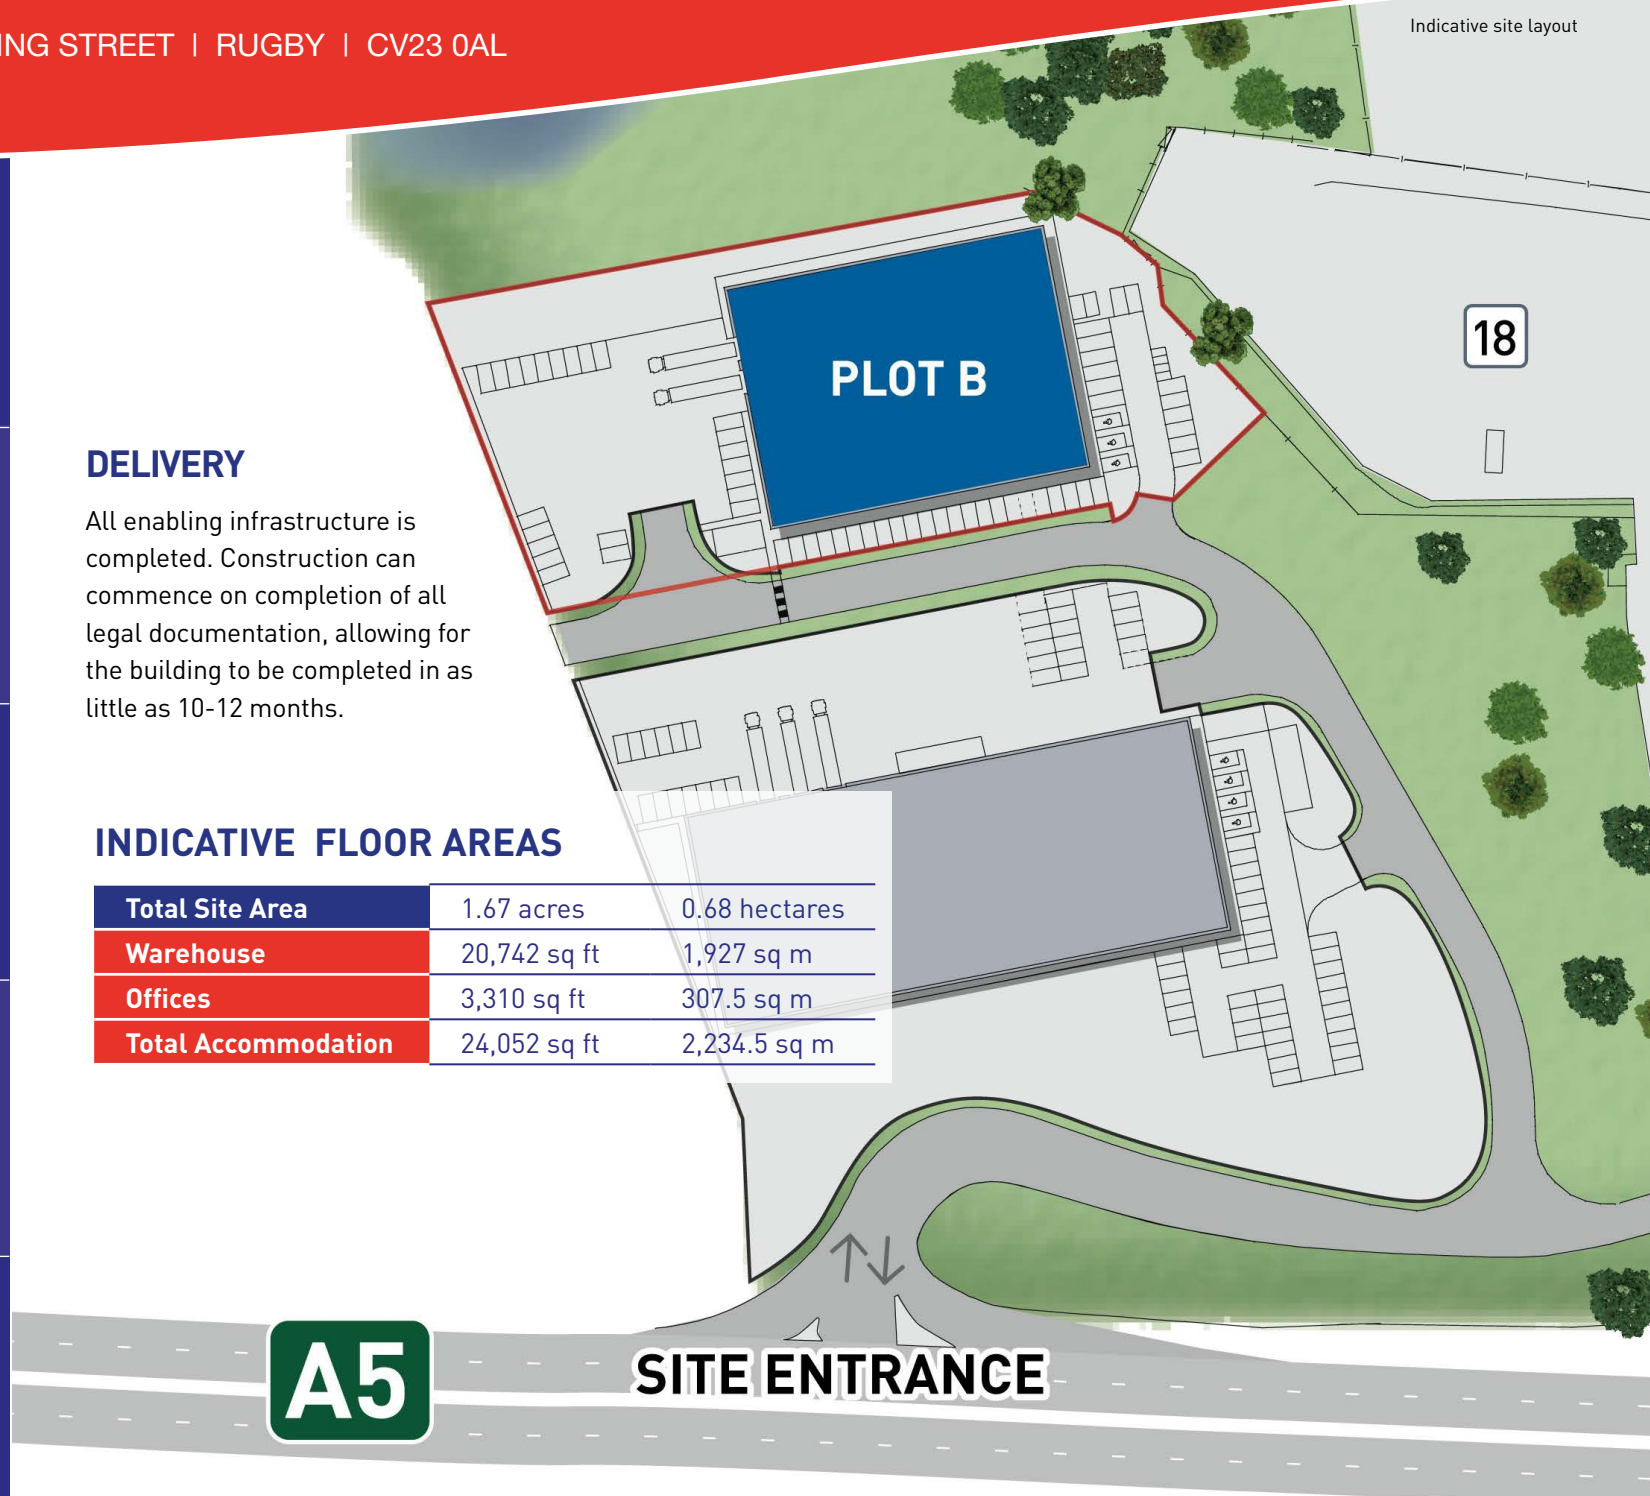 STREET | RUGBY | CV23 0AL
Indicative site layout
PLOT B
18
DELIVERY
All enabling infrastructure is
completed. Construction can
commence on completion of all
legal documentation, allowing for
the building to be completed in as
little as 10-12 months.
INDICATIVE FLOOR AREAS
Total Site Area 1.67 acres 0.68 hectares
Warehouse 20,742 sq ft 1,927 sq m
Offices 3,310 sq ft 307.5 sq m
Total Accommodation 24,052 sq ft 2,234.5 sq m
A5
SITE ENTRANCE